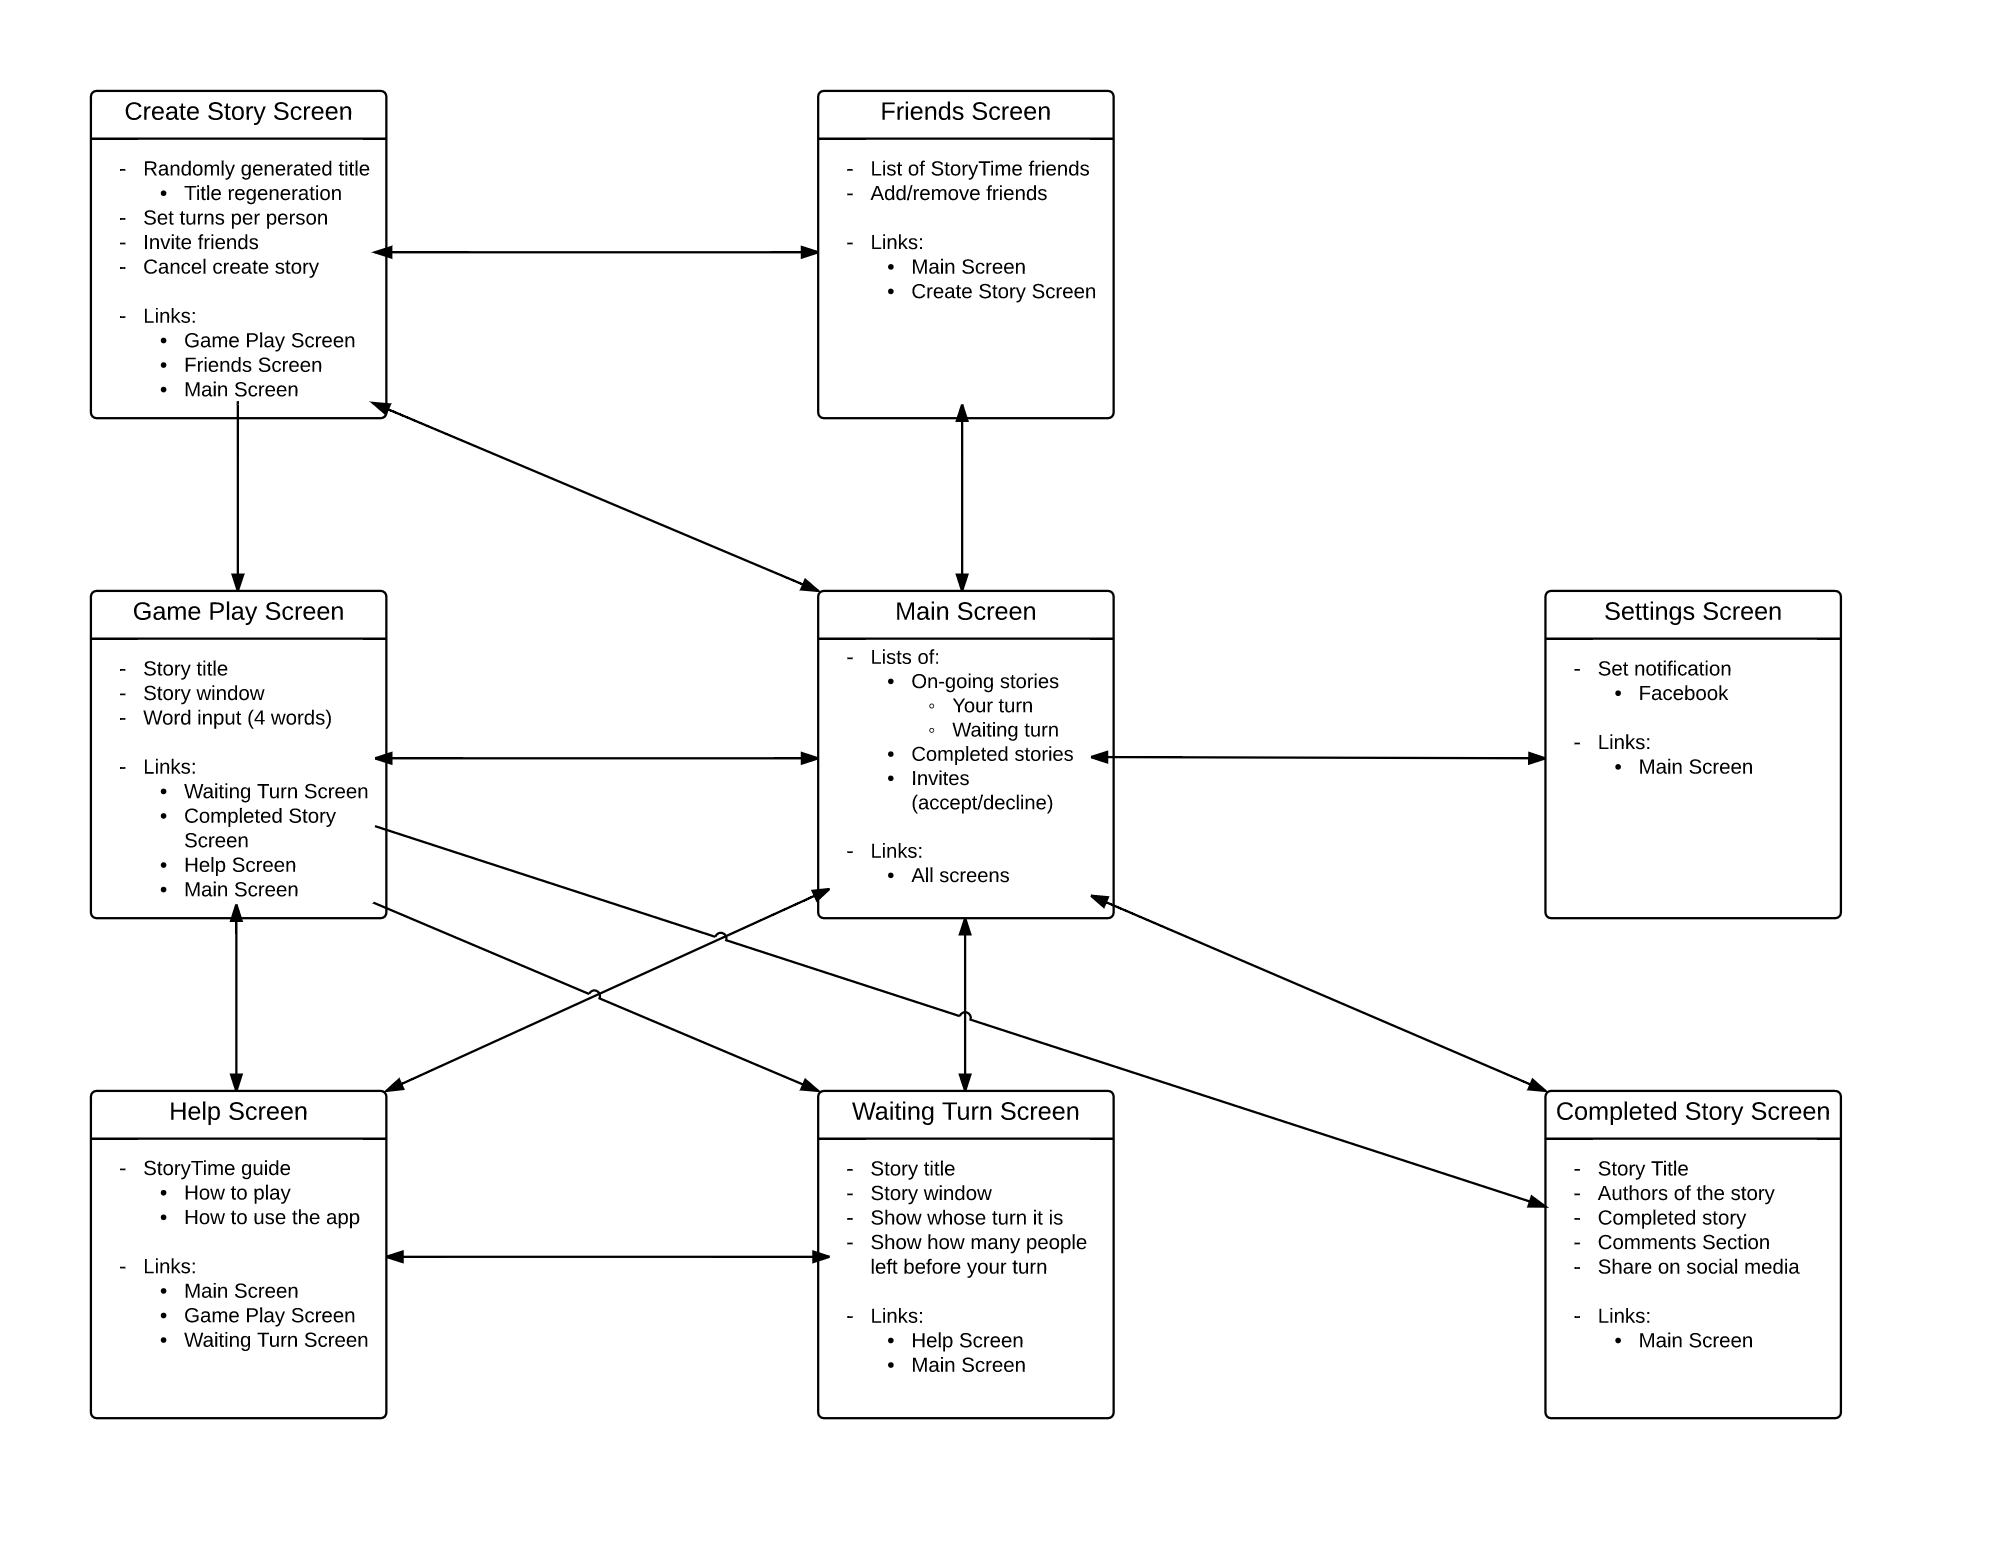 Create Story Screen
- Randomly generated title
• Title regeneration
- Set turns per person
- Invite friends
- Cancel create story
- Links:
• Game Play Screen
• Friends Screen
• Main Screen
Friends Screen
- List of StoryTime friends
- Add/remove friends
- Links:
• Main Screen
• Create Story Screen
Game Play Screen
- Story title
- Story window
- Word input (4 words)
- Links:
• Waiting Turn Screen
• Completed Story
Screen
• Help Screen
• Main Screen
Main Screen
- Lists of:
• On-going stories
◦ Your turn
◦ Waiting turn
• Completed stories
• Invites
(accept/decline)
- Links:
• All screens
Settings Screen
- Set notification
• Facebook
- Links:
• Main Screen
Help Screen
- StoryTime guide
• How to play
• How to use the app
- Links:
• Main Screen
• Game Play Screen
• Waiting Turn Screen
Waiting Turn Screen
- Story title
- Story window
- Show whose turn it is
- Show how many people
left before your turn
- Links:
• Help Screen
• Main Screen
Completed Story Screen
- Story Title
- Authors of the story
- Completed story
- Comments Section
- Share on social media
- Links:
• Main Screen